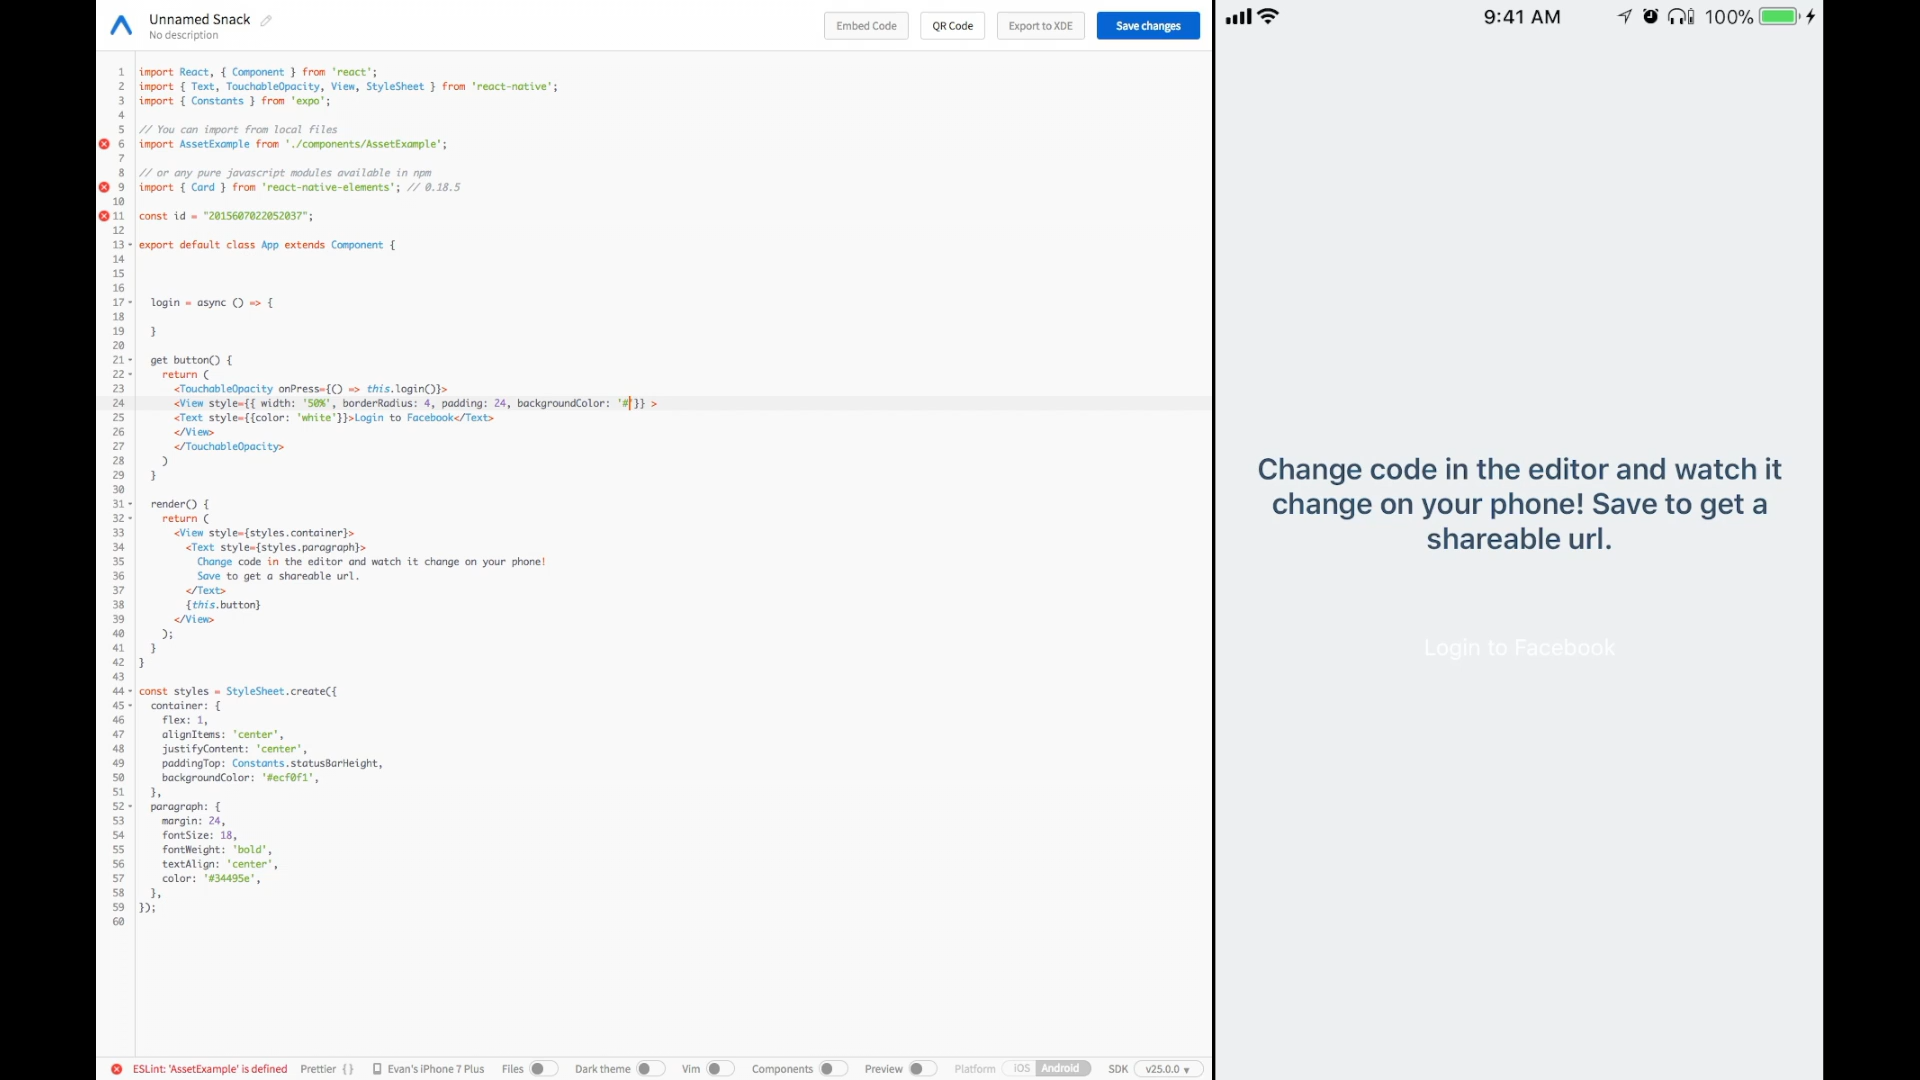 Unnamed Snack
No description
Embed Code
QR Code
Export to XDE
Save changes
1 import React, { Component } from 'react';
2 import { Text, TouchableOpacity, View, StyleSheet } from 'react-native';
3 import { Constants } from 'expo';
4
5 // You can import from local files
6 import AssetExample from './components/AssetExample';
7
8 // or any pure javascript modules available in npm
9 import { Card } from 'react-native-elements'; // 0.18.5
10
11 const id = "2015607022052037";
12
13 export default class App extends Component {
14
15
16
17 login = async () => {
18
19 }
20
21 get button() {
22 return (
23 <TouchableOpacity onPress={() => this.login()}>
24 <View style={{ width: '50%', borderRadius: 4, padding: 24, backgroundColor: '#'}} >
25 <Text style={{color: 'white'}}>Login to Facebook</Text>
26 </View>
27 </TouchableOpacity>
28 )
29 }
30
31 render() {
32 return (
33 <View style={styles.container}>
34 <Text style={styles.paragraph}>
35 Change code in the editor and watch it change on your phone!
36 Save to get a shareable url.
37 </Text>
38 {this.button}
39 </View>
40 );
41 }
42 }
43
44 const styles = StyleSheet.create({
45 container: {
46 flex: 1,
47 alignItems: 'center',
48 justifyContent: 'center',
49 paddingTop: Constants.statusBarHeight,
50 backgroundColor: '#ecf0f1',
51 },
52 paragraph: {
53 margin: 24,
54 fontSize: 18,
55 fontWeight: 'bold',
56 textAlign: 'center',
57 color: '#34495e',
58 },
59 });
60
ESLint: 'AssetExample' is defined Prettier {} Evan's iPhone 7 Plus Files Dark theme Vim Components Preview Platform iOS Android SDK v25.0.0
9:41 AM
100%
Change code in the editor and watch it
change on your phone! Save to get a
shareable url.
Login to Facebook